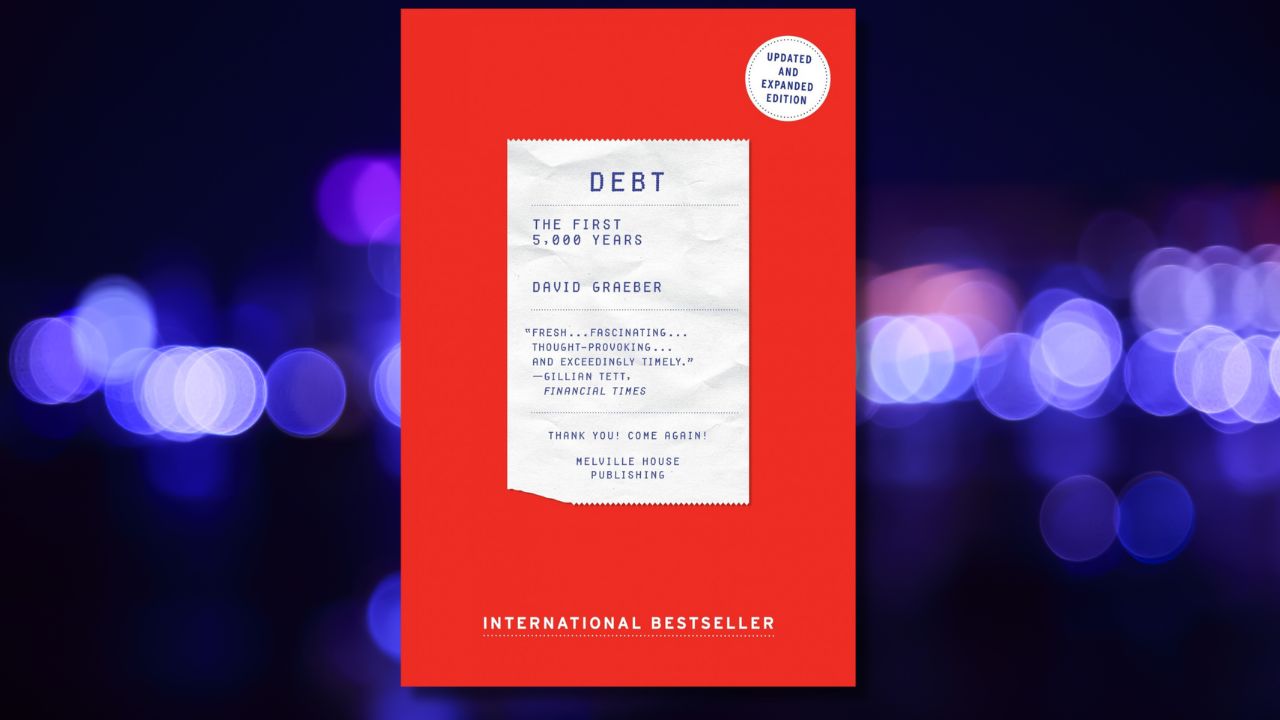 UPDATED
AND
EXPANDED
EDITION
DEBT
THE FIRST
5,000 YEARS
DAVID GRAEBER
“FRESH...FASCINATING...
THOUGHT-PROVOKING...
AND EXCEEDINGLY TIMELY.”
—GILLIAN TETT,
FINANCIAL TIMES
THANK YOU! COME AGAIN!
MELVILLE HOUSE
PUBLISHING
INTERNATIONAL BESTSELLER